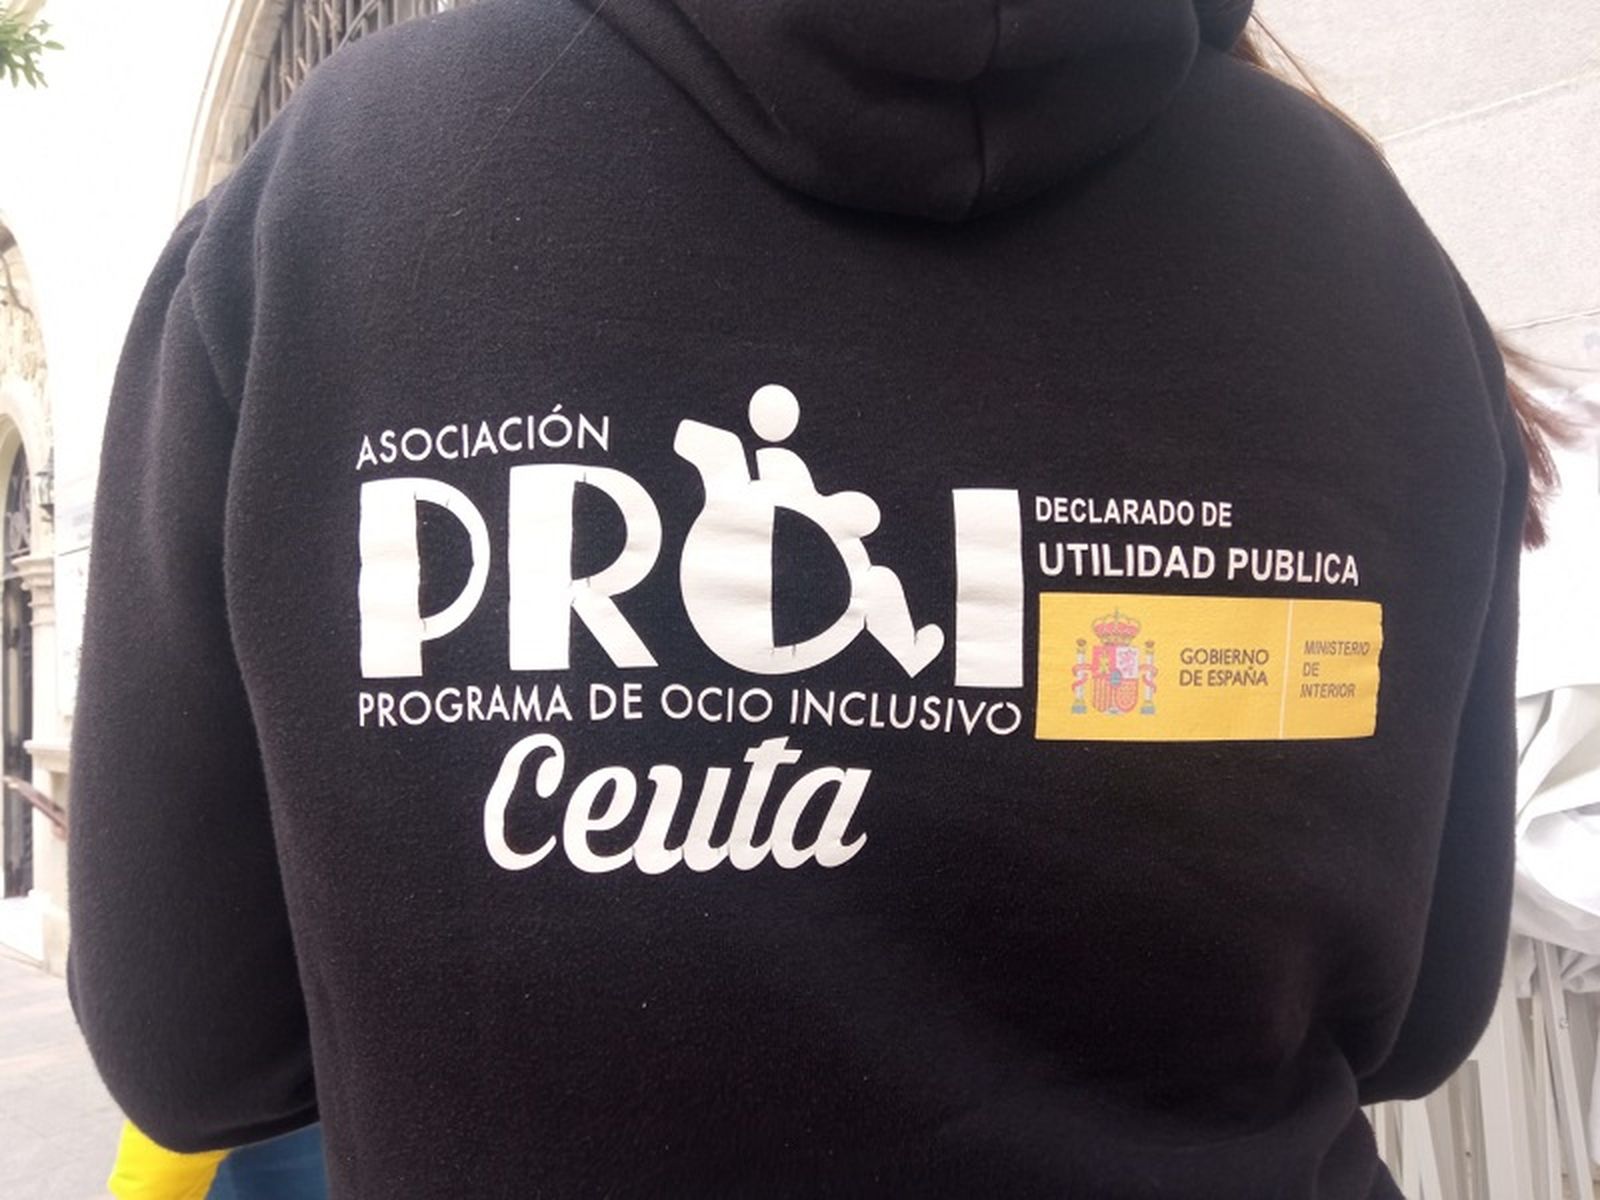 ASOCIACIÓN
PROI
PROGRAMA DE OCIO INCLUSIVO
Ceuta
DECLARADO DE
UTILIDAD PUBLICA
GOBIERNO
DE ESPAÑA
MINISTERIO
DE
INTERIOR